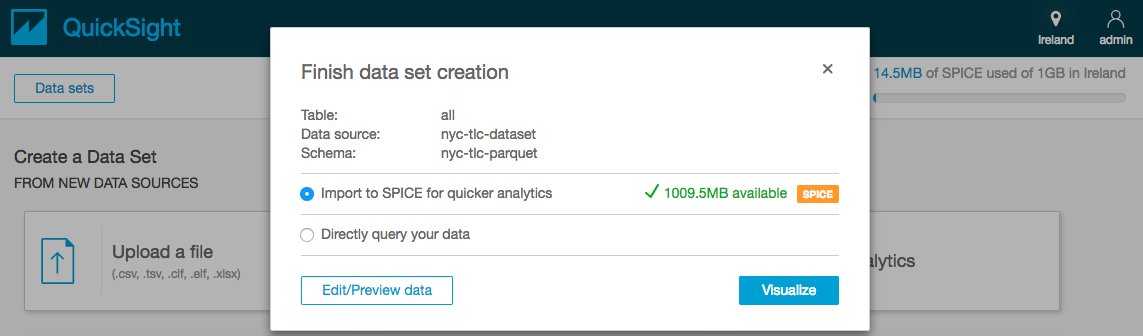 QuickSight
Ireland
admin
Data sets
14.5MB of SPICE used of 1GB in Ireland
Finish data set creation
Table: all
Data source: nyc-tlc-dataset
Schema: nyc-tlc-parquet
Import to SPICE for quicker analytics
1009.5MB available
SPICE
Directly query your data
Edit/Preview data
Visualize
Create a Data Set
FROM NEW DATA SOURCES
Upload a file
(.csv, .tsv, .clf, .elf, .xlsx)
alytics